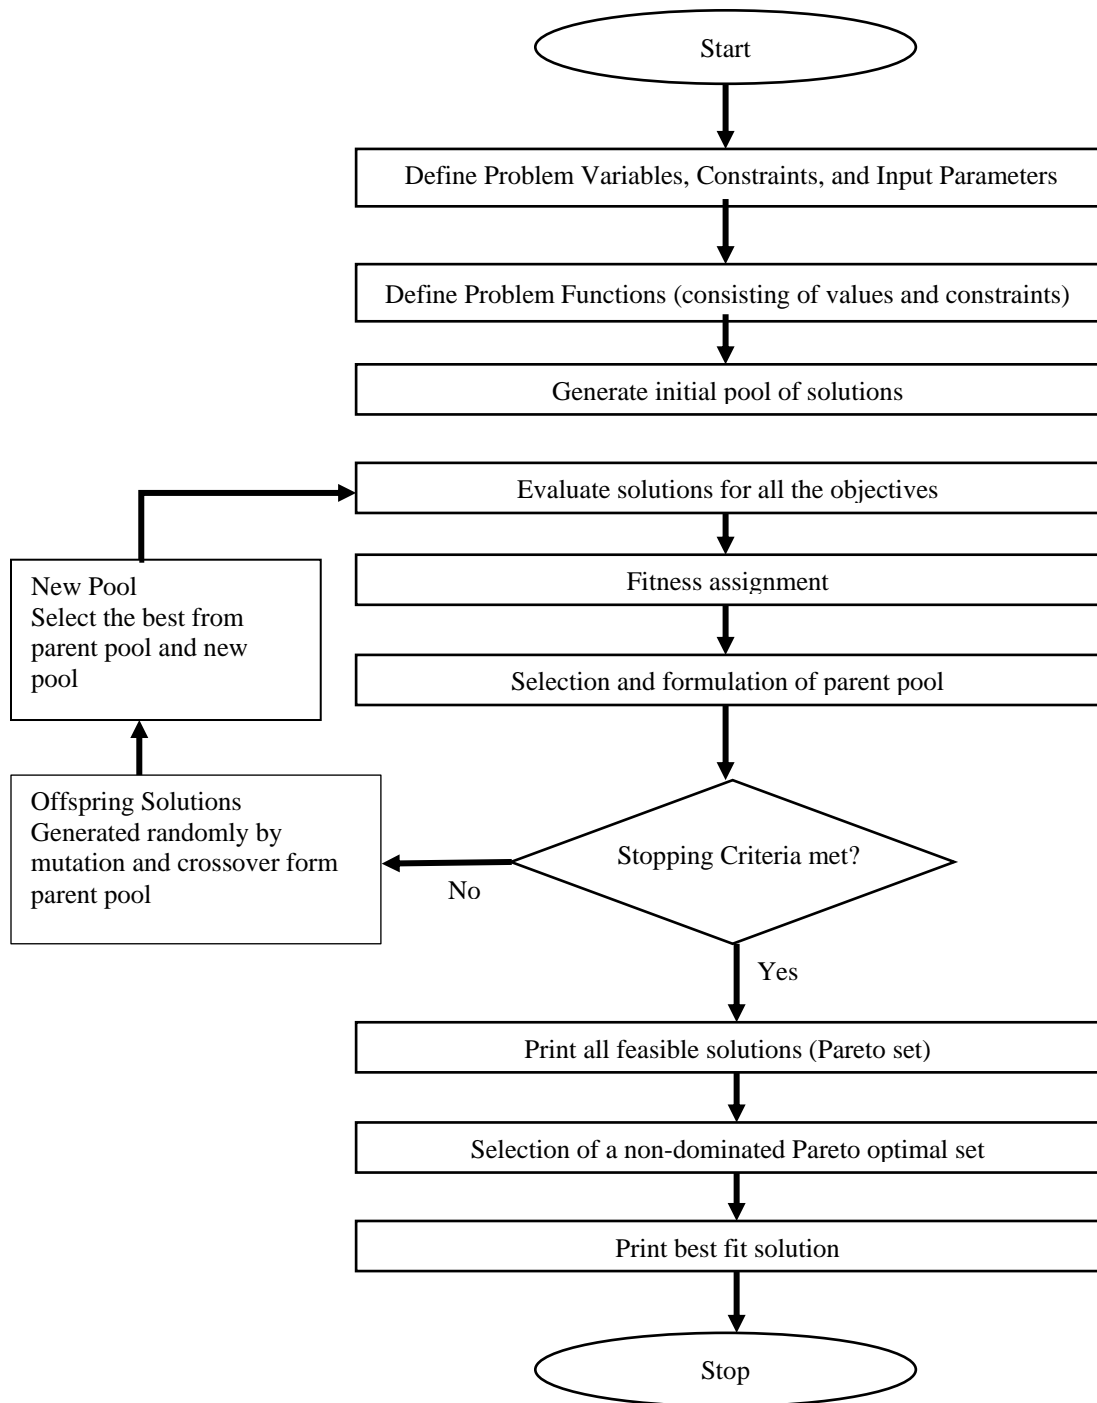 Start
Define Problem Variables, Constraints, and Input Parameters
Define Problem Functions (consisting of values and constraints)
Generate initial pool of solutions
Evaluate solutions for all the objectives
Fitness assignment
Selection and formulation of parent pool
New Pool
Select the best from
parent pool and new
pool
Offspring Solutions
Generated randomly by
mutation and crossover form
parent pool
Stopping Criteria met?
No
Yes
Print all feasible solutions (Pareto set)
Selection of a non-dominated Pareto optimal set
Print best fit solution
Stop